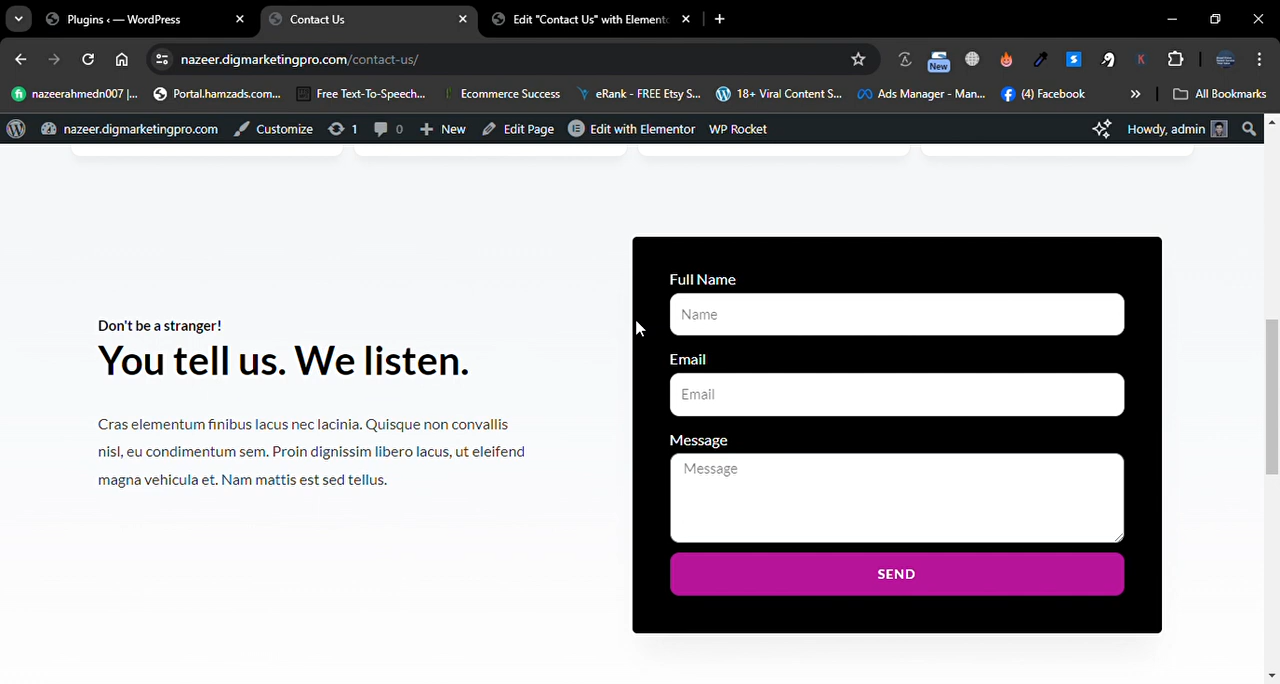 Plugins ‹ — WordPress
Contact Us
Edit "Contact Us" with Elemento
nazeer.digmarketingpro.com/contact-us/
New
K
nazeerahmedn007 |...
Portal.hamzads.com...
Free Text-To-Speech...
Ecommerce Success
eRank - FREE Etsy S...
18+ Viral Content S...
Ads Manager - Man...
(4) Facebook
All Bookmarks
nazeer.digmarketingpro.com
Customize
1
0
New
Edit Page
Edit with Elementor
WP Rocket
Howdy, admin
Don't be a stranger!
You tell us. We listen.
Cras elementum finibus lacus nec lacinia. Quisque non convallis
nisl, eu condimentum sem. Proin dignissim libero lacus, ut eleifend
magna vehicula et. Nam mattis est sed tellus.
Full Name
Name
Email
Email
Message
Message
SEND